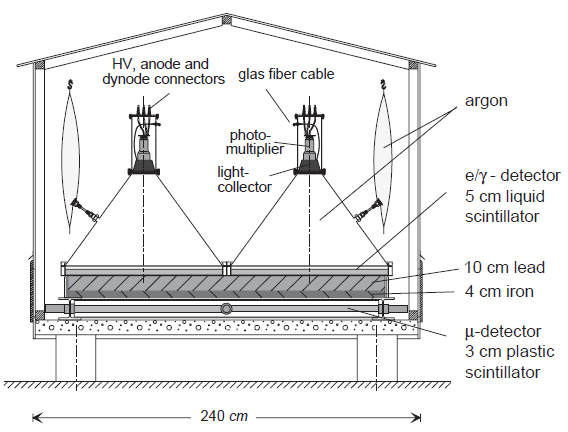 HV, anode and
dynode connectors
glas fiber cable
argon
photo-
multiplier
light-
collector
e/γ - detector
5 cm liquid
scintillator
10 cm lead
4 cm iron
μ-detector
3 cm plastic
scintillator
240 cm